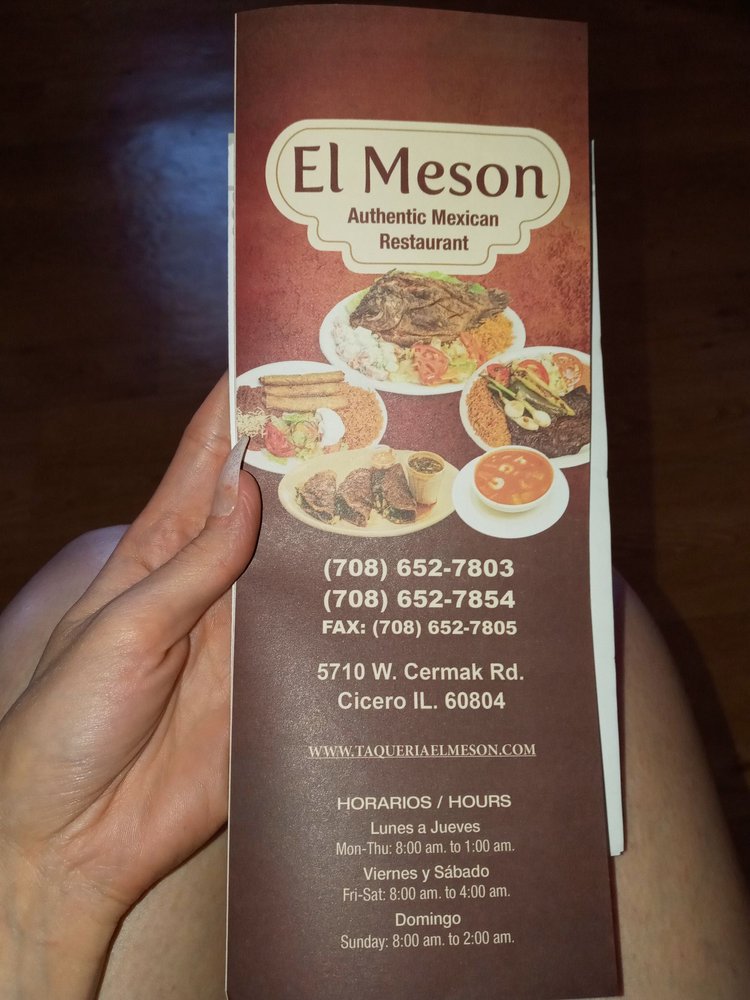 El Meson
Authentic Mexican
Restaurant
(708) 652-7803
(708) 652-7854
FAX: (708) 652-7805
5710 W. Cermak Rd.
Cicero IL. 60804
WWW.TAQUERIAELMESON.COM
HORARIOS / HOURS
Lunes a Jueves
Mon-Thu: 8:00 am. to 1:00 am.
Viernes y Sábado
Fri-Sat: 8:00 am. to 4:00 am.
Domingo
Sunday: 8:00 am. to 2:00 am.